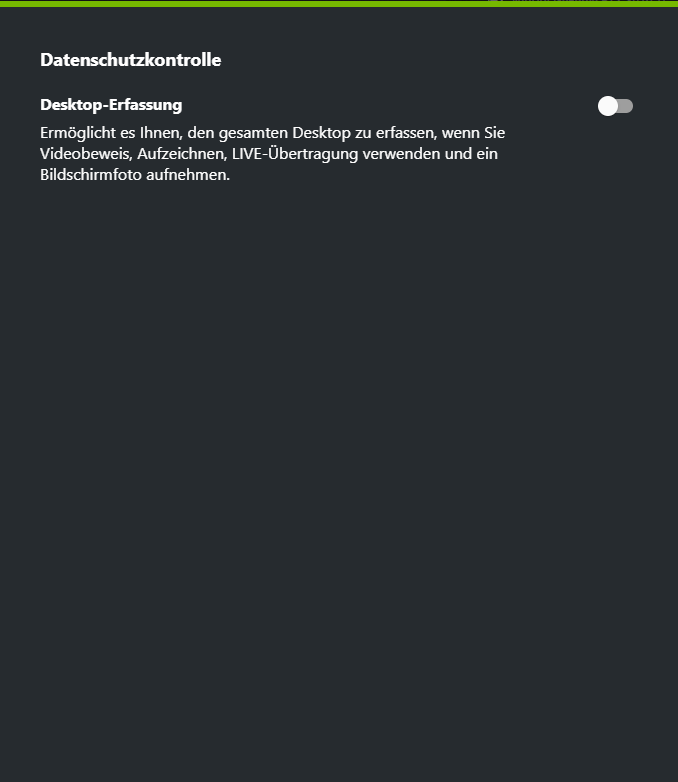 Datenschutzkontrolle
Desktop-Erfassung
Ermöglicht es Ihnen, den gesamten Desktop zu erfassen, wenn Sie
Videobeweis, Aufzeichnen, LIVE-Übertragung verwenden und ein
Bildschirmfoto aufnehmen.